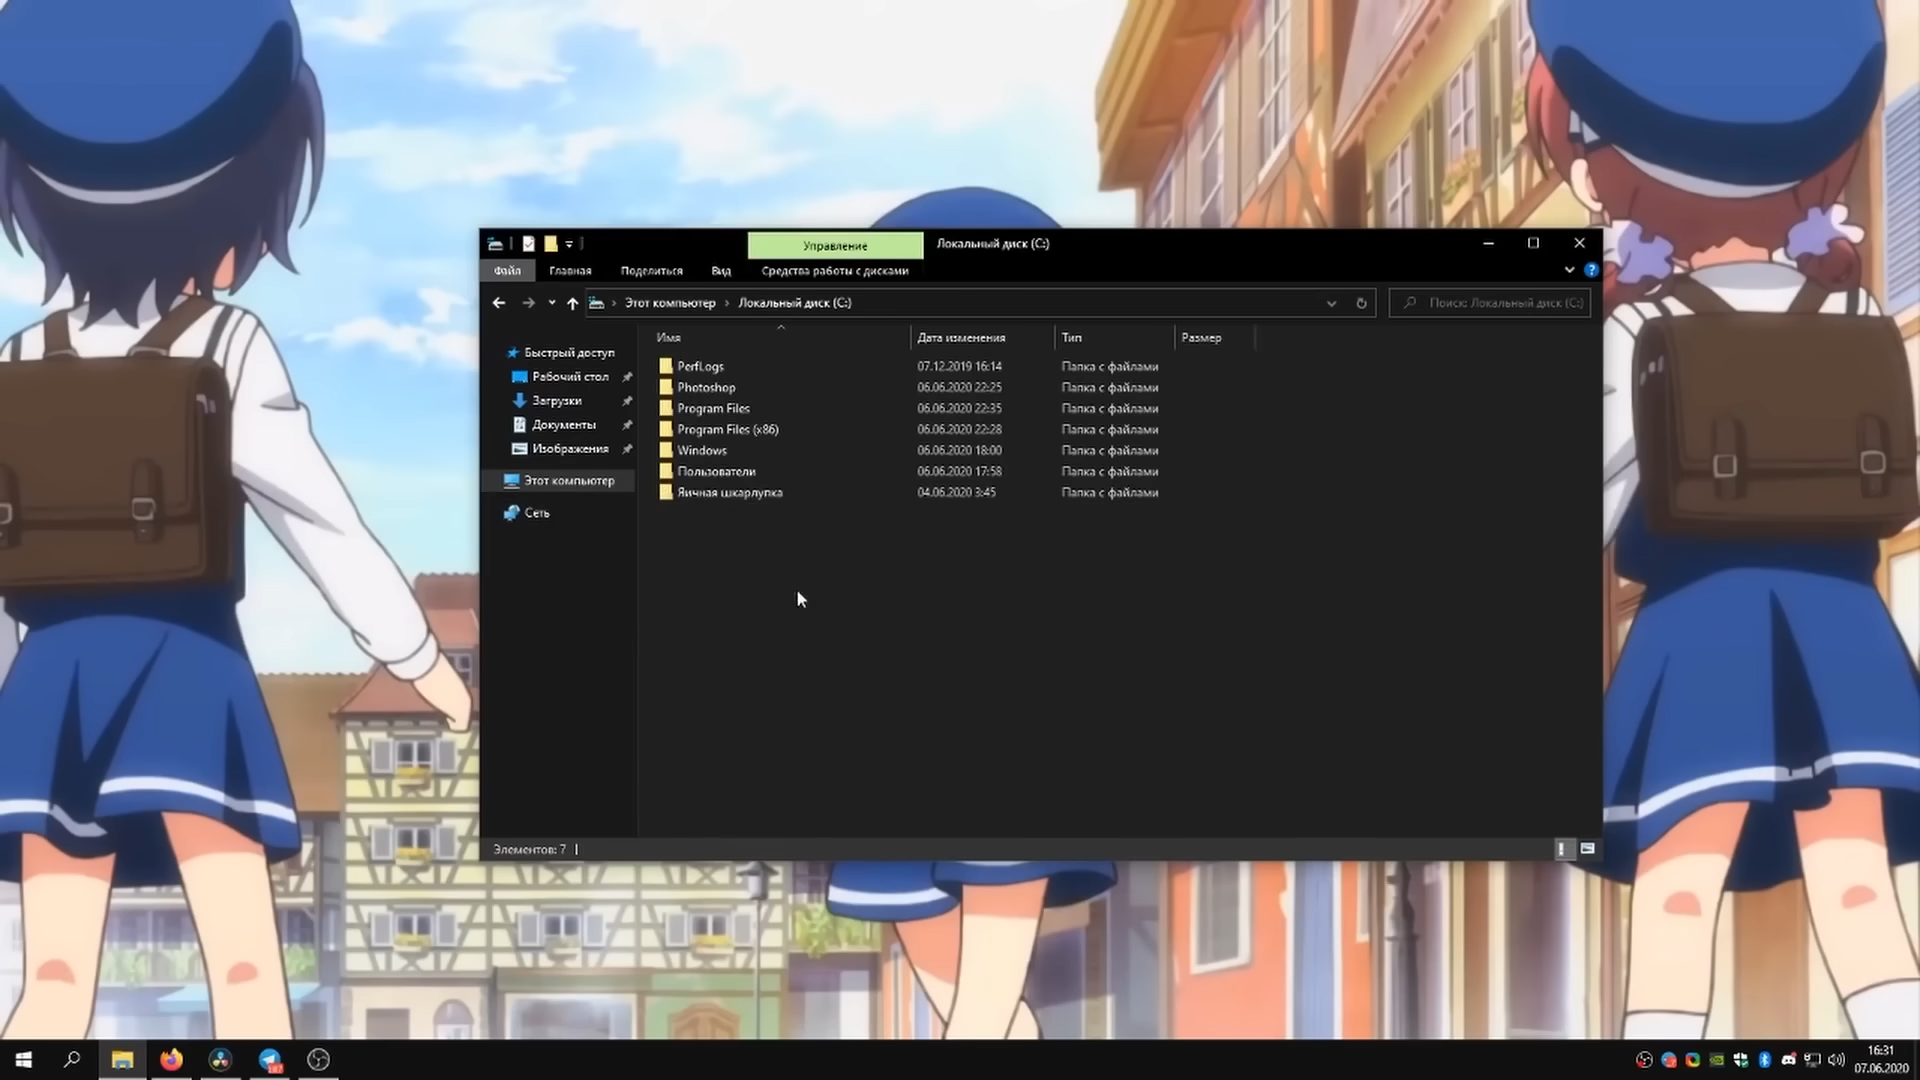 Управление
Локальный диск (C:)
Файл
Главная
Поделиться
Вид
Средства работы с дисками
?
Этот компьютер › Локальный диск (C:)
Поиск: Локальный диск (C:)
Быстрый доступ
Рабочий стол
Загрузки
Документы
Изображения
Этот компьютер
Сеть
Имя Дата изменения Тип Размер
PerfLogs 07.12.2019 16:14 Папка с файлами
Photoshop 06.06.2020 22:25 Папка с файлами
Program Files 06.06.2020 22:35 Папка с файлами
Program Files (x86) 06.06.2020 22:28 Папка с файлами
Windows 06.06.2020 18:00 Папка с файлами
Пользователи 06.06.2020 17:58 Папка с файлами
Яичная шкарлупка 04.06.2020 3:45 Папка с файлами
Элементов: 7
16:31
07.06.2020